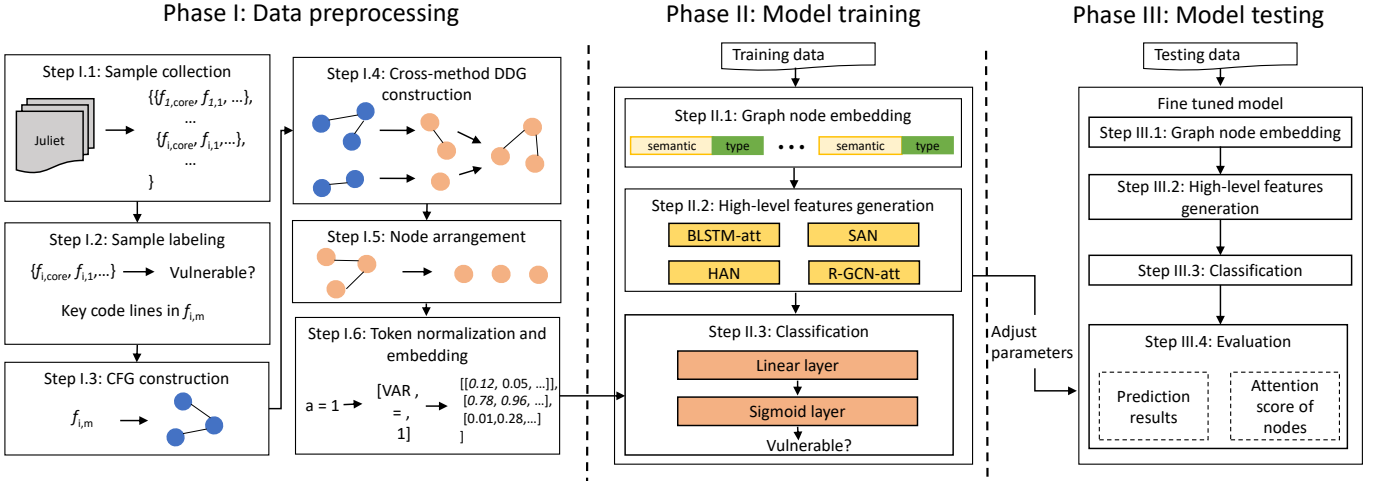 Phase I: Data preprocessing
Step I.1: Sample collection
Juliet
{{f1,core, f1,1, …},
…
{fi,core, fi,1,…},
…
}
Step I.2: Sample labeling
{fi,core, fi,1,…}
Vulnerable?
Key code lines in fi,m
Step I.3: CFG construction
fi,m
Step I.4: Cross-method DDG
construction
Step I.5: Node arrangement
Step I.6: Token normalization and
embedding
a = 1
[VAR ,
= ,
1]
[[0.12, 0.05, …]],
[0.78, 0.96, …],
[0.01,0.28,…]
]
Phase II: Model training
Training data
Step II.1: Graph node embedding
semantic type ••• semantic type
Step II.2: High-level features generation
BLSTM-att SAN
HAN R-GCN-att
Step II.3: Classification
Linear layer
Sigmoid layer
Vulnerable?
Adjust
parameters
Phase III: Model testing
Testing data
Fine tuned model
Step III.1: Graph node embedding
Step III.2: High-level features
generation
Step III.3: Classification
Step III.4: Evaluation
Prediction
results
Attention
score of
nodes